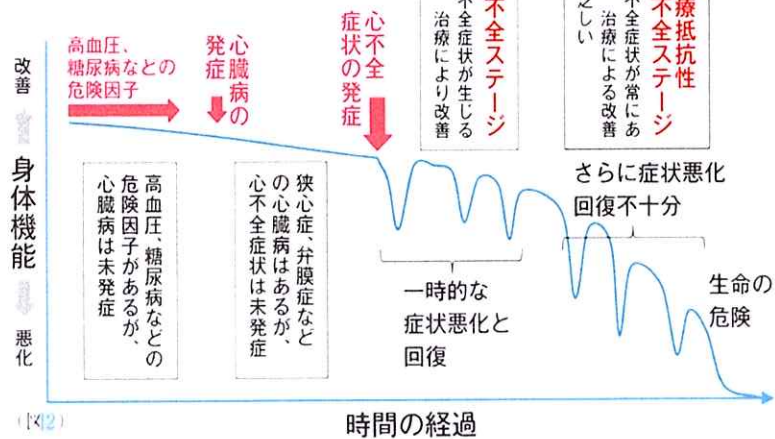 不全ステージ
不全症状が生じる
治療により改善
療抵抗性
不全ステージ
不全症状が常にあ
治療による改善
乏しい
高血圧、
糖尿病などの
危険因子
心臓病の
発症
心不全
症状の発症
改善
身体機能
悪化
高血圧、糖尿病などの
危険因子があるが、
心臓病は未発症
狭心症、弁膜症など
の心臓病はあるが、
心不全症状は未発症
一時的な
症状悪化と
回復
さらに症状悪化
回復不十分
生命の
危険
(図2)
時間の経過